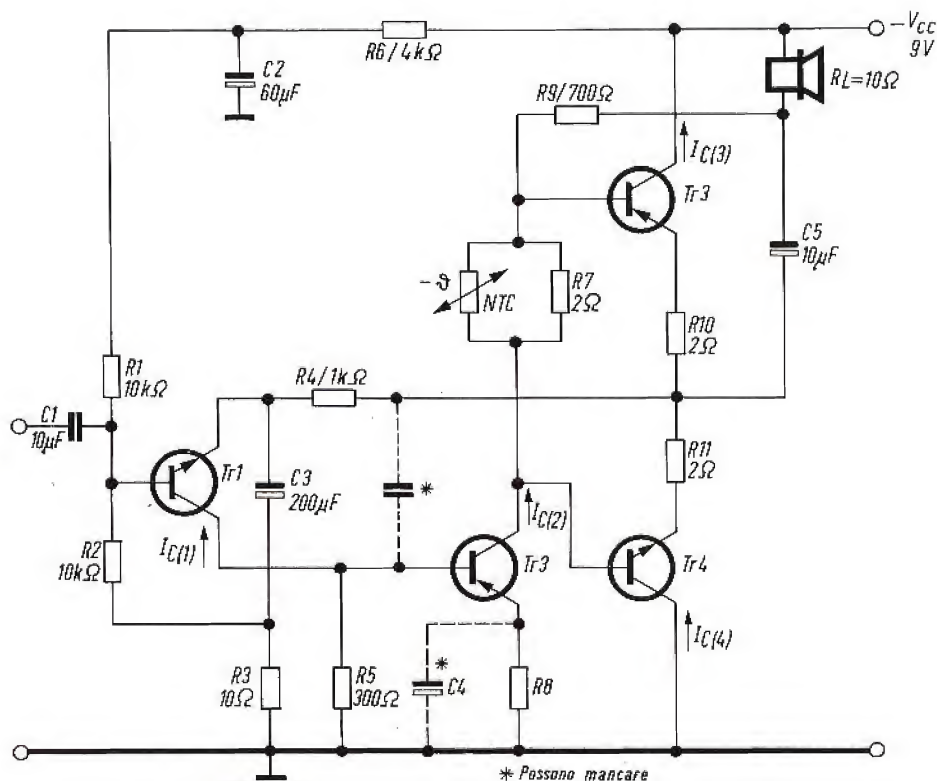 −Vcc
9V
R6/4kΩ
C2
60µF
RL=10Ω
R9/700Ω
IC(3)
Tr3
C5
10µF
−ϑ
NTC
R7
2Ω
R10
2Ω
R1
10kΩ
R4/1kΩ
C1
10µF
Tr1
C3
200µF
*
R11
2Ω
IC(1)
IC(2)
R2
10kΩ
Tr3
Tr4
IC(4)
*
C4
R3
10Ω
R5
300Ω
R8
* Possono mancare